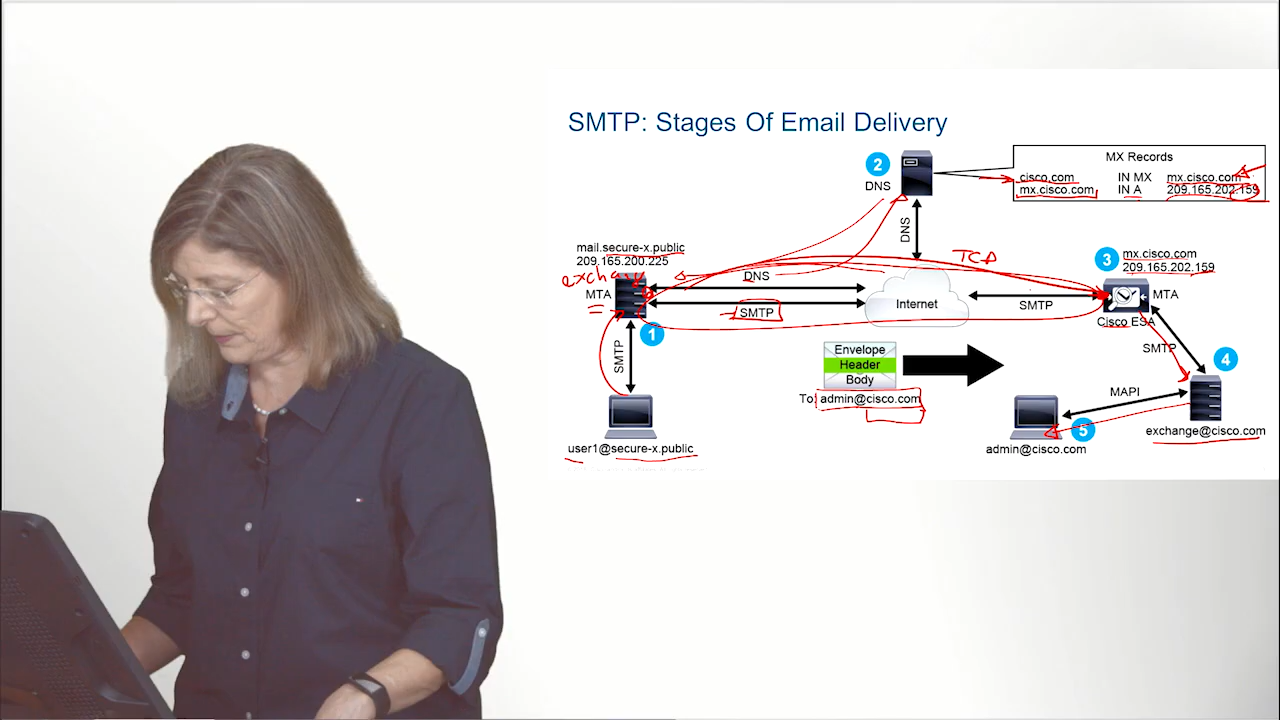 SMTP: Stages Of Email Delivery
MX Records
cisco.com IN MX mx.cisco.com
mx.cisco.com IN A 209.165.202.159
2
DNS
DNS
mail.secure-x.public
209.165.200.225
MTA
1
DNS
SMTP
Internet
TCP
SMTP
3
mx.cisco.com
209.165.202.159
MTA
Cisco ESA
SMTP
SMTP
Envelope
Header
Body
To: admin@cisco.com
user1@secure-x.public
4
exchange@cisco.com
MAPI
5
admin@cisco.com